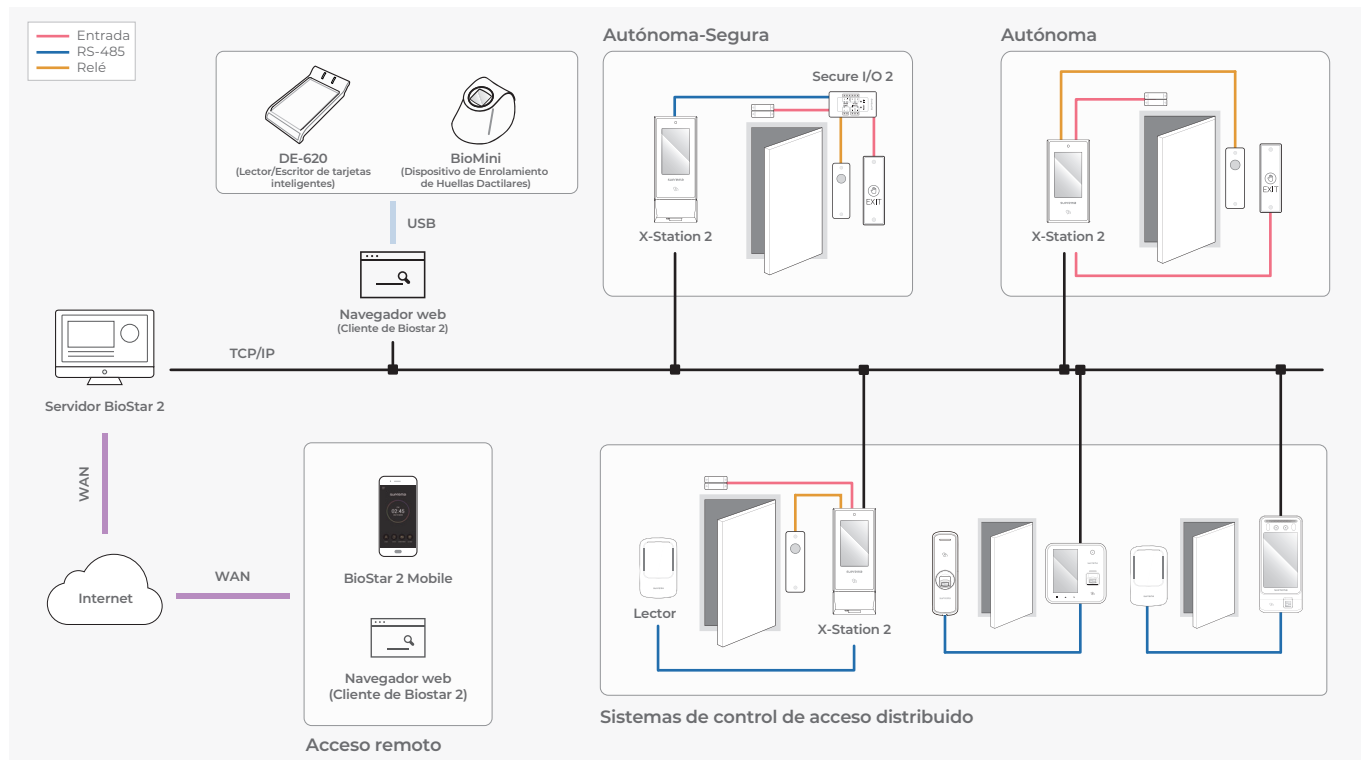 Entrada
RS-485
Relé
DE-620
(Lector/Escritor de tarjetas
inteligentes)
BioMini
(Dispositivo de Enrolamiento
de Huellas Dactilares)
USB
Navegador web
(Cliente de Biostar 2)
Autónoma-Segura
Secure I/O 2
EXIT
X-Station 2
Autónoma
EXIT
X-Station 2
TCP/IP
Servidor BioStar 2
WAN
Internet
WAN
02:45
BioStar 2 Mobile
Navegador web
(Cliente de Biostar 2)
Acceso remoto
Lector
X-Station 2
Sistemas de control de acceso distribuido